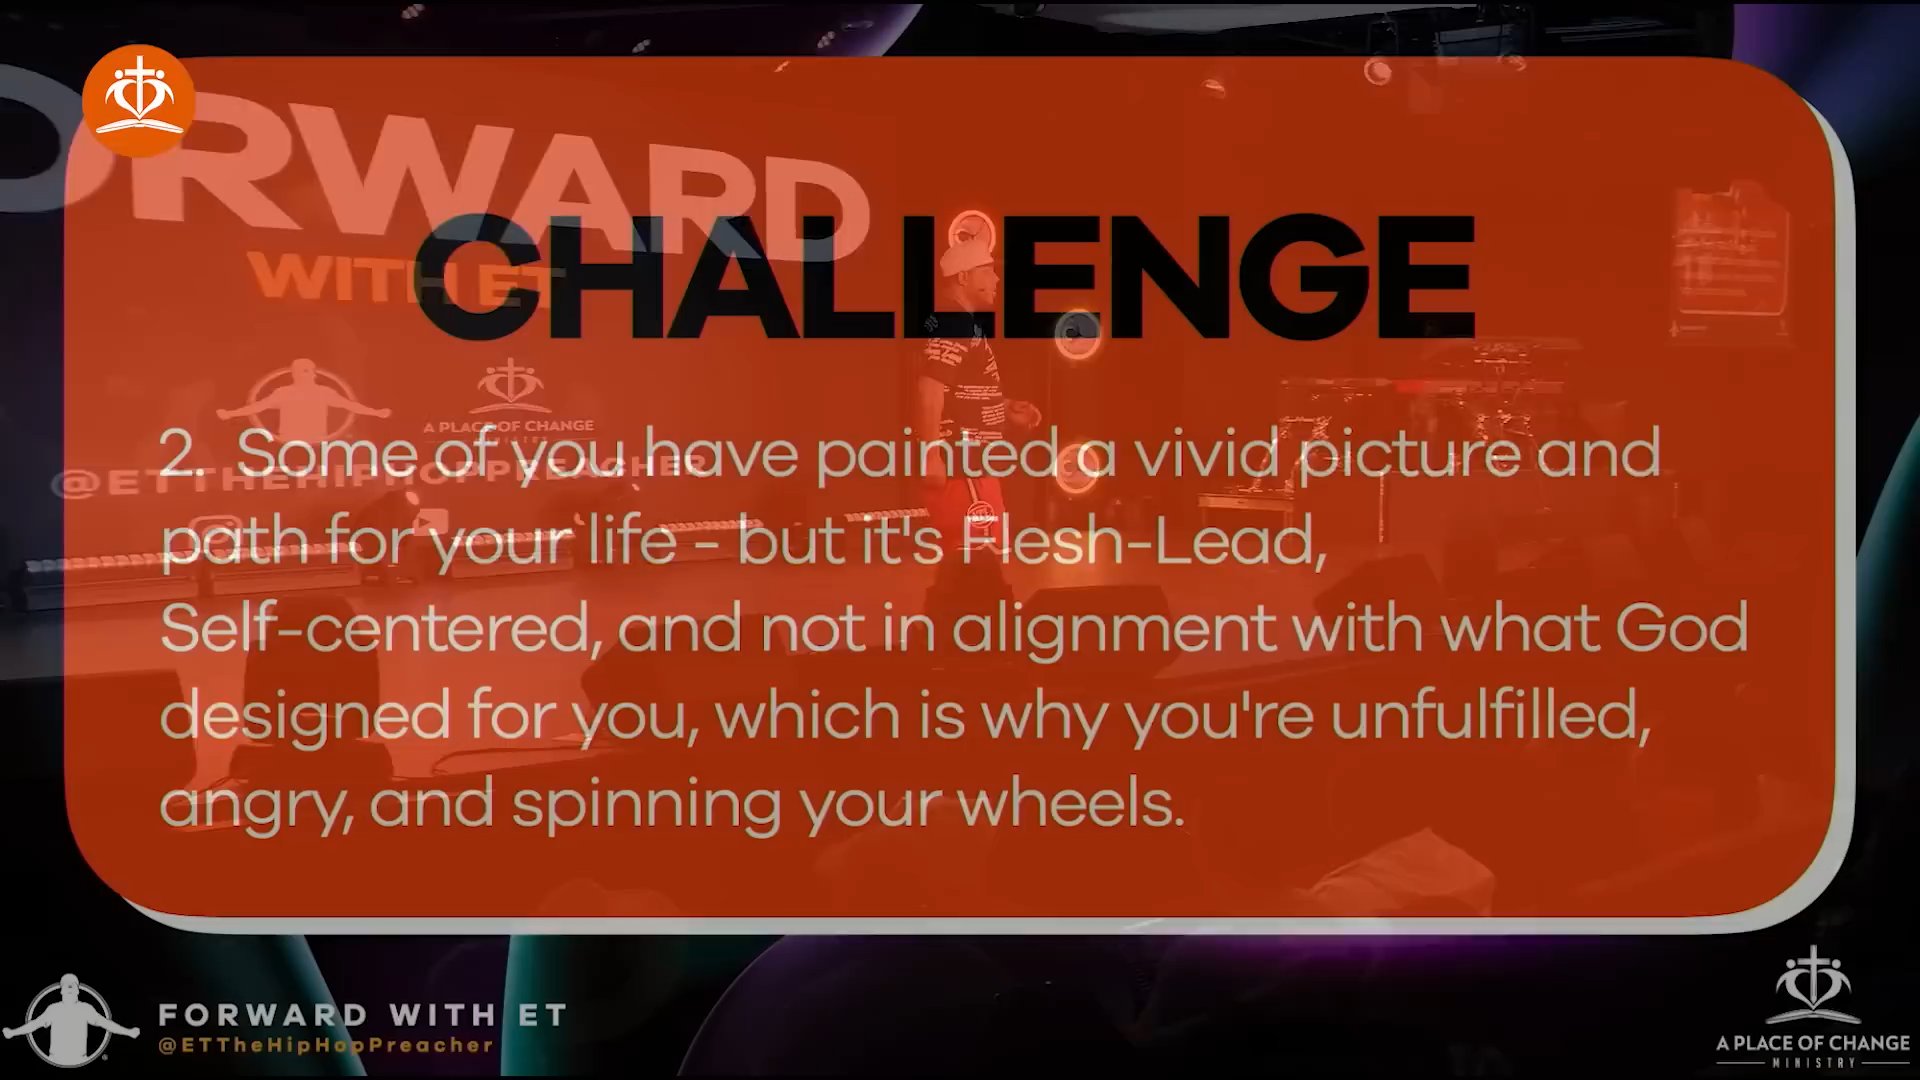 ORWARD
WITH ET
CHALLENGE
A PLACE OF CHANGE
@ETTHEHIPHOPPREACHER
2. Some of you have painted a vivid picture and
path for your life - but it's Flesh-Lead,
Self-centered, and not in alignment with what God
designed for you, which is why you're unfulfilled,
angry, and spinning your wheels.
FORWARD WITH ET
@ETTheHipHopPreacher
A PLACE OF CHANGE
MINISTRY